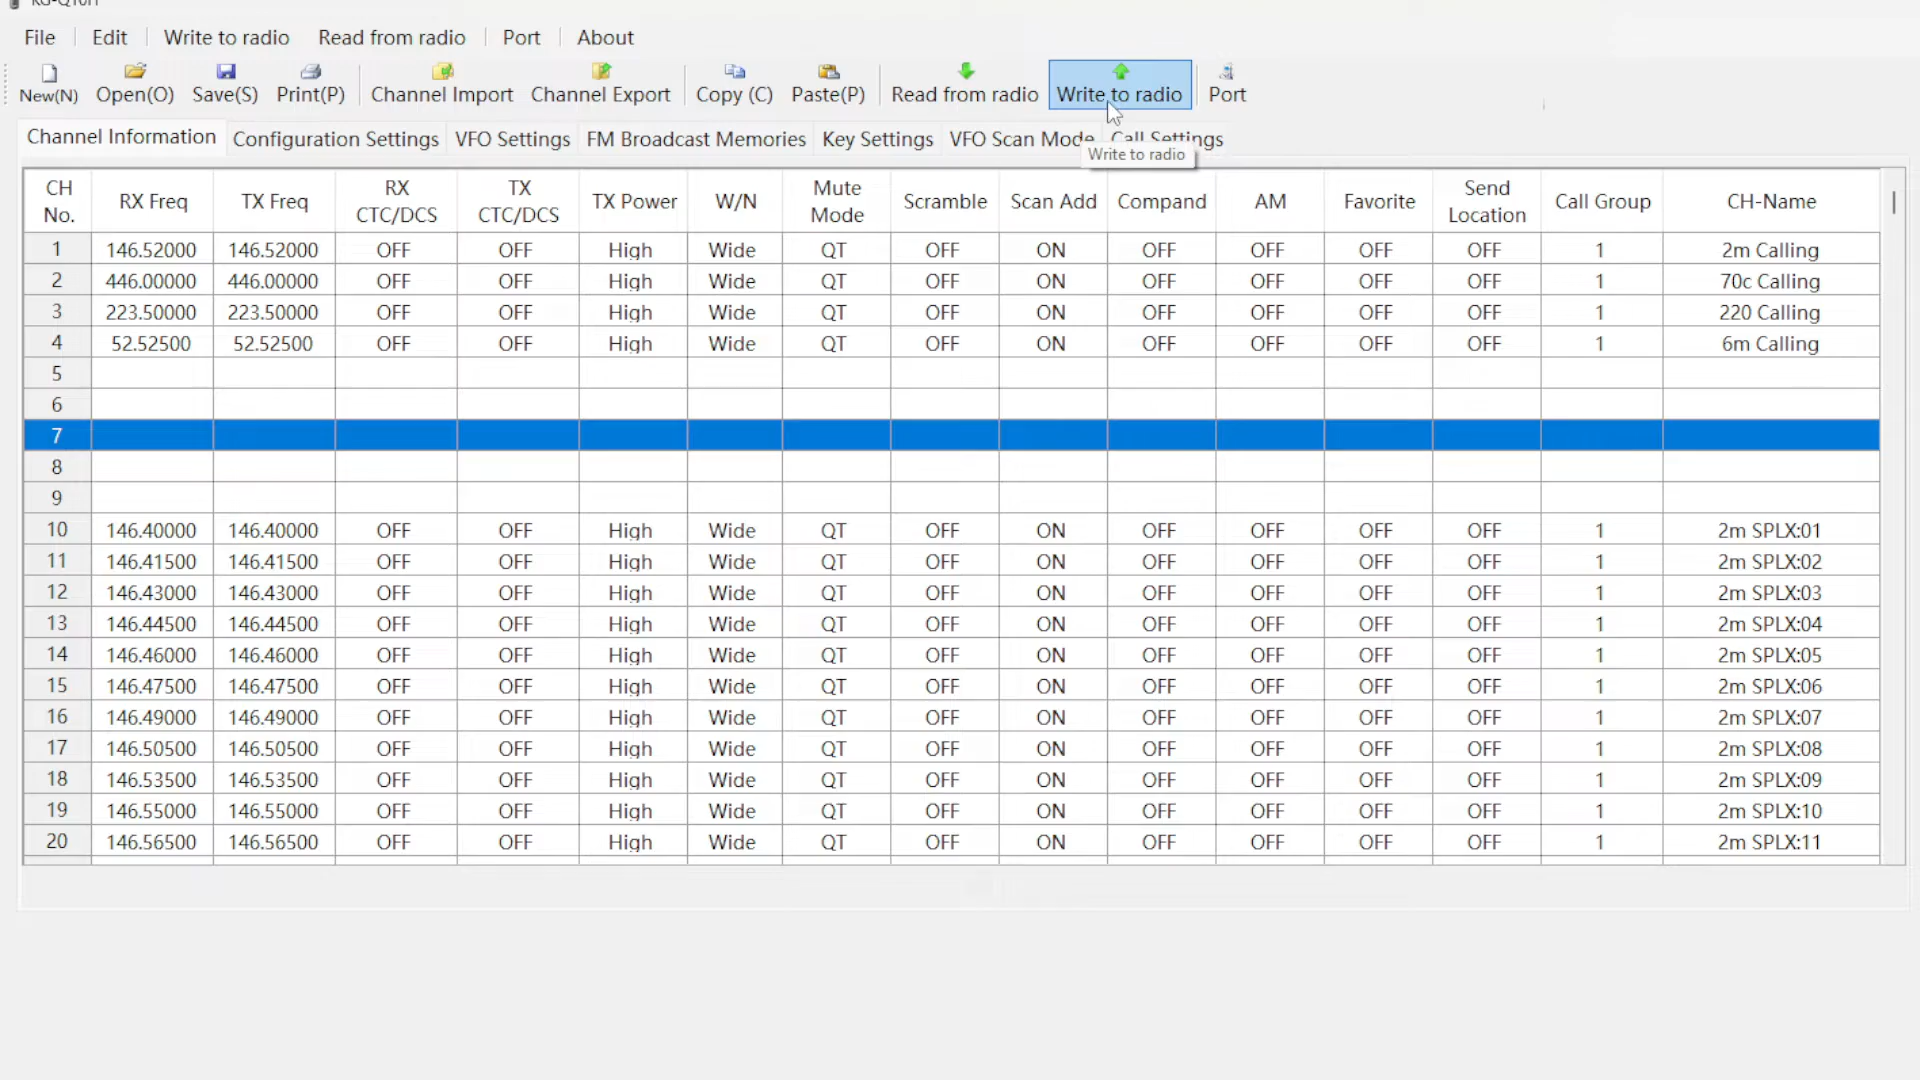 KG-Q10H
File Edit Write to radio Read from radio Port About
New(N) Open(O) Save(S) Print(P) Channel Import Channel Export Copy (C) Paste(P) Read from radio Write to radio Port
Channel Information Configuration Settings VFO Settings FM Broadcast Memories Key Settings VFO Scan Mode Call Settings
Write to radio
CH No. RX Freq TX Freq RX CTC/DCS TX CTC/DCS TX Power W/N Mute Mode Scramble Scan Add Compand AM Favorite Send Location Call Group CH-Name
1 146.52000 146.52000 OFF OFF High Wide QT OFF ON OFF OFF OFF OFF 1 2m Calling
2 446.00000 446.00000 OFF OFF High Wide QT OFF ON OFF OFF OFF OFF 1 70c Calling
3 223.50000 223.50000 OFF OFF High Wide QT OFF ON OFF OFF OFF OFF 1 220 Calling
4 52.52500 52.52500 OFF OFF High Wide QT OFF ON OFF OFF OFF OFF 1 6m Calling
5
6
7
8
9
10 146.40000 146.40000 OFF OFF High Wide QT OFF ON OFF OFF OFF OFF 1 2m SPLX:01
11 146.41500 146.41500 OFF OFF High Wide QT OFF ON OFF OFF OFF OFF 1 2m SPLX:02
12 146.43000 146.43000 OFF OFF High Wide QT OFF ON OFF OFF OFF OFF 1 2m SPLX:03
13 146.44500 146.44500 OFF OFF High Wide QT OFF ON OFF OFF OFF OFF 1 2m SPLX:04
14 146.46000 146.46000 OFF OFF High Wide QT OFF ON OFF OFF OFF OFF 1 2m SPLX:05
15 146.47500 146.47500 OFF OFF High Wide QT OFF ON OFF OFF OFF OFF 1 2m SPLX:06
16 146.49000 146.49000 OFF OFF High Wide QT OFF ON OFF OFF OFF OFF 1 2m SPLX:07
17 146.50500 146.50500 OFF OFF High Wide QT OFF ON OFF OFF OFF OFF 1 2m SPLX:08
18 146.53500 146.53500 OFF OFF High Wide QT OFF ON OFF OFF OFF OFF 1 2m SPLX:09
19 146.55000 146.55000 OFF OFF High Wide QT OFF ON OFF OFF OFF OFF 1 2m SPLX:10
20 146.56500 146.56500 OFF OFF High Wide QT OFF ON OFF OFF OFF OFF 1 2m SPLX:11